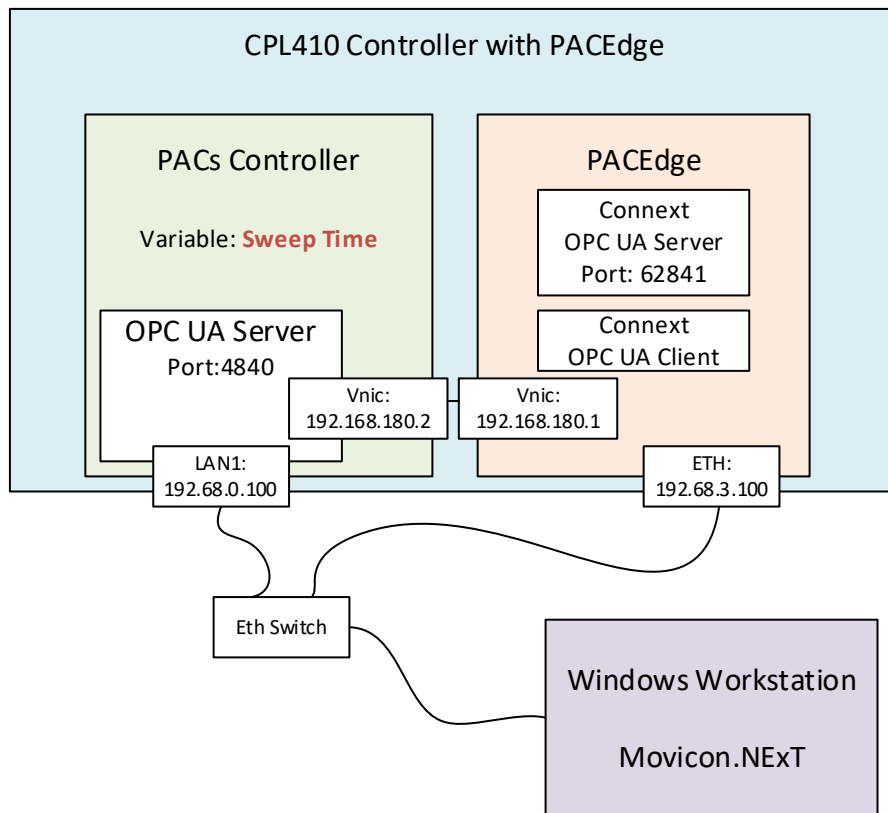 CPL410 Controller with PACEdge
PACs Controller
Variable: Sweep Time
OPC UA Server
Port:4840
Vnic:
192.168.180.2
LAN1:
192.68.0.100
PACEdge
Connext
OPC UA Server
Port: 62841
Connext
OPC UA Client
Vnic:
192.168.180.1
ETH:
192.68.3.100
Eth Switch
Windows Workstation
Movicon.NExT